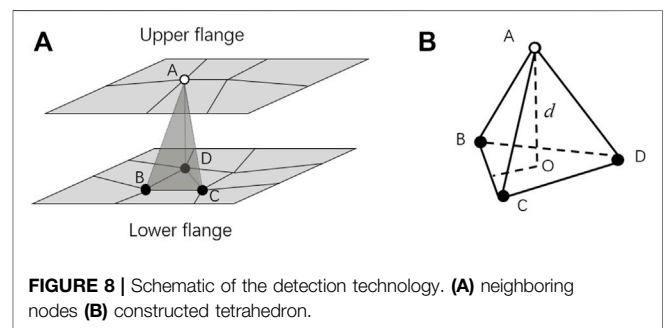 A
Upper flange
A
D
B
C
Lower flange
B
A
d
B
O
D
C
FIGURE 8 | Schematic of the detection technology. (A) neighboring
nodes (B) constructed tetrahedron.